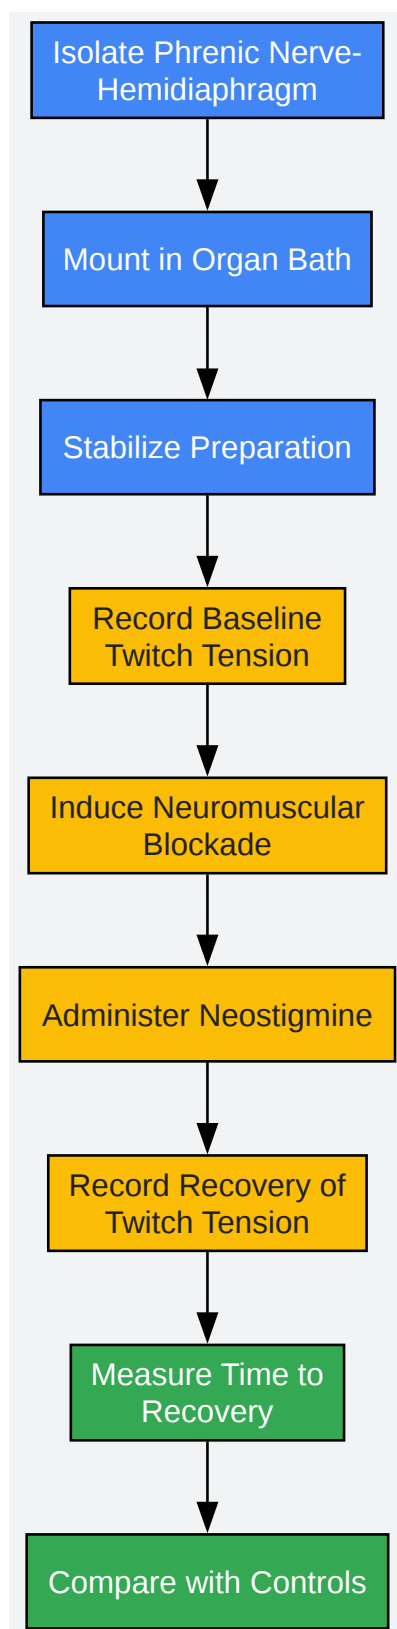 Isolate Phrenic Nerve-
Hemidiaphragm
Mount in Organ Bath
Stabilize Preparation
Record Baseline
Twitch Tension
Induce Neuromuscular
Blockade
Administer Neostigmine
Record Recovery of
Twitch Tension
Measure Time to
Recovery
Compare with Controls